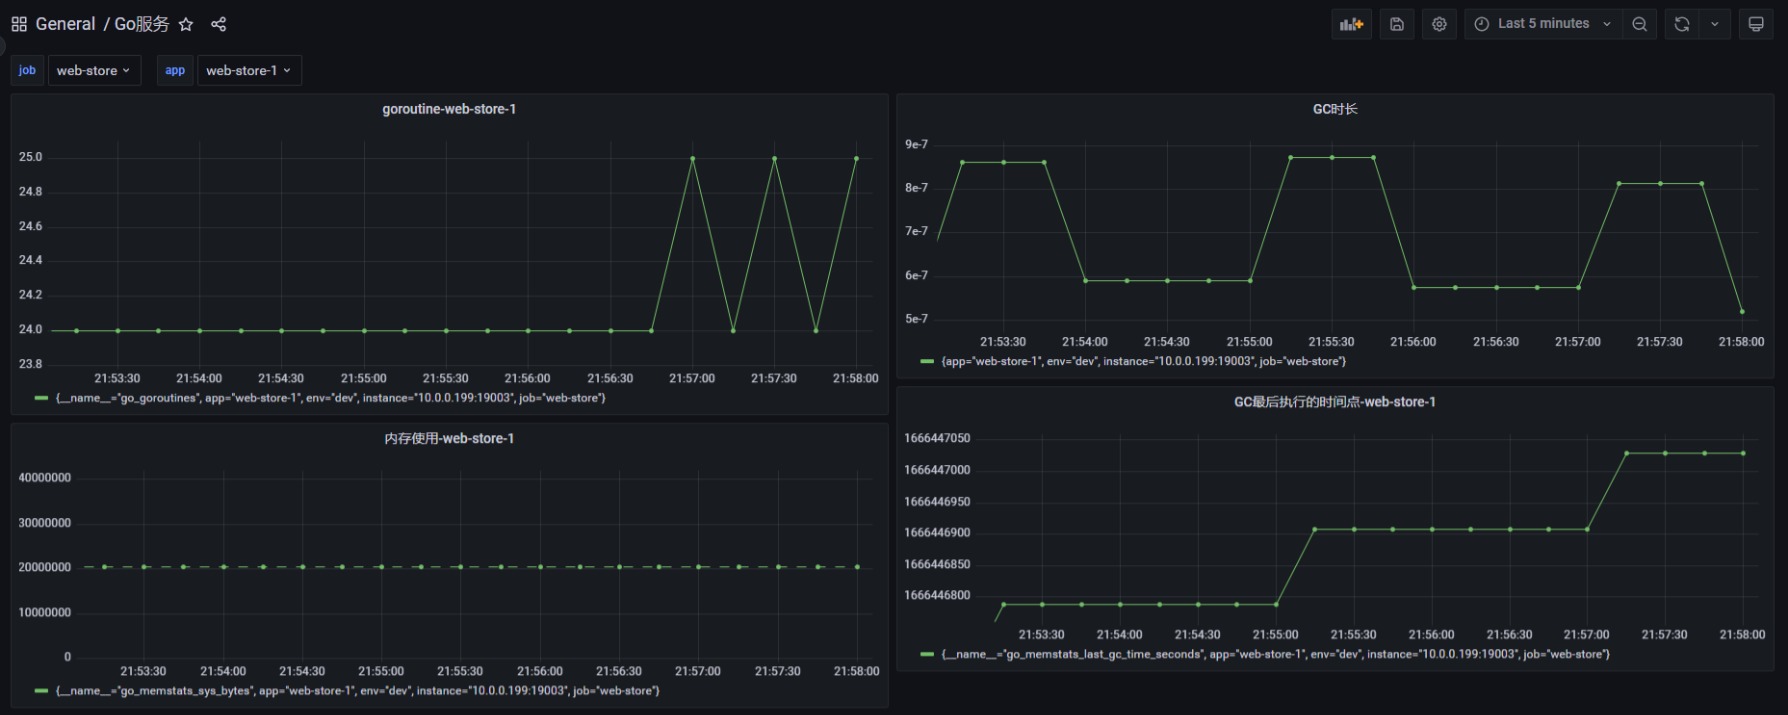 General / Go服务
Last 5 minutes
job web-store app web-store-1
goroutine-web-store-1
25.0
24.8
24.6
24.4
24.2
24.0
23.8
21:53:30 21:54:00 21:54:30 21:55:00 21:55:30 21:56:00 21:56:30 21:57:00 21:57:30 21:58:00
{__name__="go_goroutines", app="web-store-1", env="dev", instance="10.0.0.199:19003", job="web-store"}
GC时长
9e-7
8e-7
7e-7
6e-7
5e-7
21:53:30 21:54:00 21:54:30 21:55:00 21:55:30 21:56:00 21:56:30 21:57:00 21:57:30 21:58:00
{app="web-store-1", env="dev", instance="10.0.0.199:19003", job="web-store"}
内存使用-web-store-1
40000000
30000000
20000000
10000000
0
21:53:30 21:54:00 21:54:30 21:55:00 21:55:30 21:56:00 21:56:30 21:57:00 21:57:30 21:58:00
{__name__="go_memstats_sys_bytes", app="web-store-1", env="dev", instance="10.0.0.199:19003", job="web-store"}
GC最后执行的时间点-web-store-1
1666447050
1666447000
1666446950
1666446900
1666446850
1666446800
21:53:30 21:54:00 21:54:30 21:55:00 21:55:30 21:56:00 21:56:30 21:57:00 21:57:30 21:58:00
{__name__="go_memstats_last_gc_time_seconds", app="web-store-1", env="dev", instance="10.0.0.199:19003", job="web-store"}